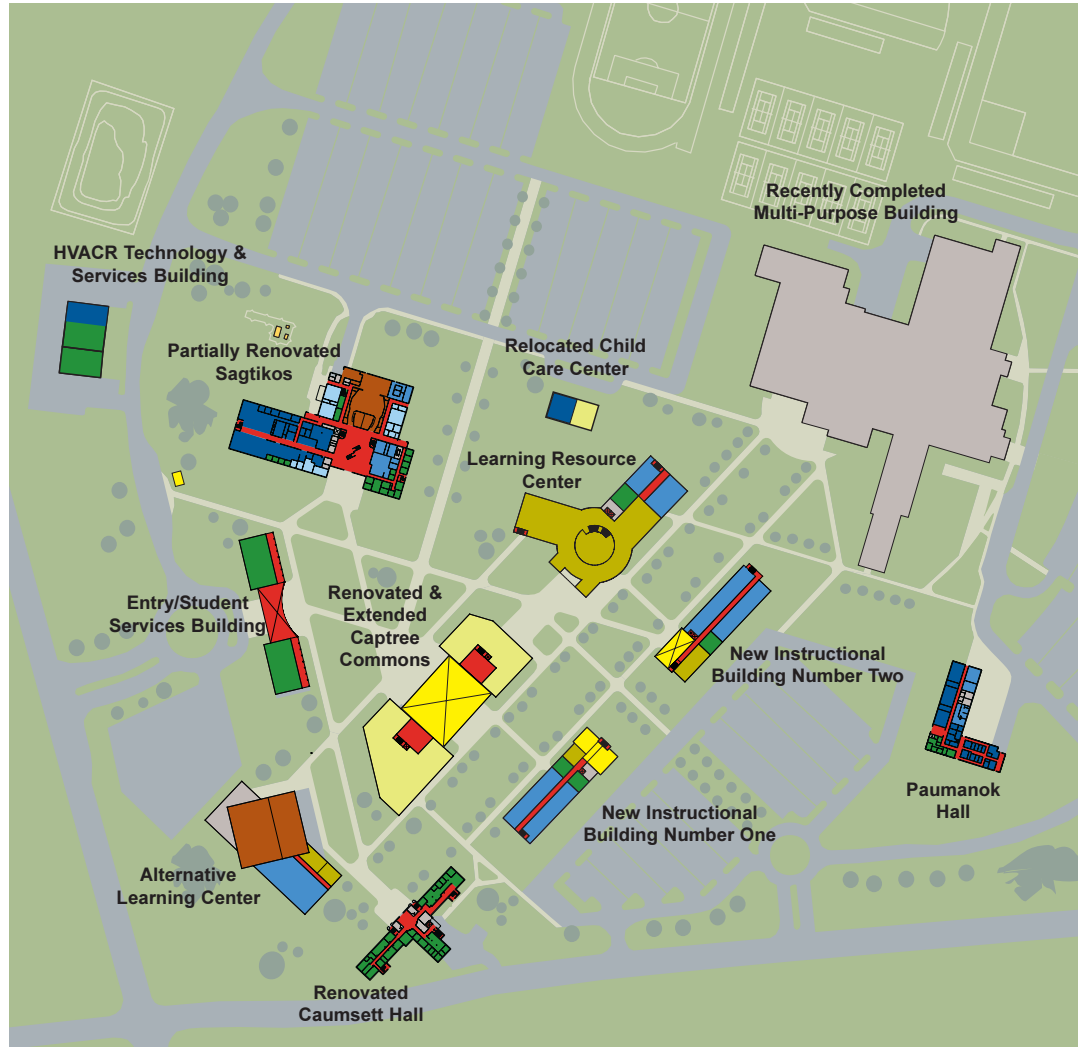 Recently Completed
Multi-Purpose Building
HVACR Technology &
Services Building
Partially Renovated
Sagtikos
Relocated Child
Care Center
Learning Resource
Center
Entry/Student
Services Building
Renovated &
Extended
Captree
Commons
New Instructional
Building Number Two
Paumanok
Hall
New Instructional
Building Number One
Alternative
Learning Center
Renovated
Caumsett Hall